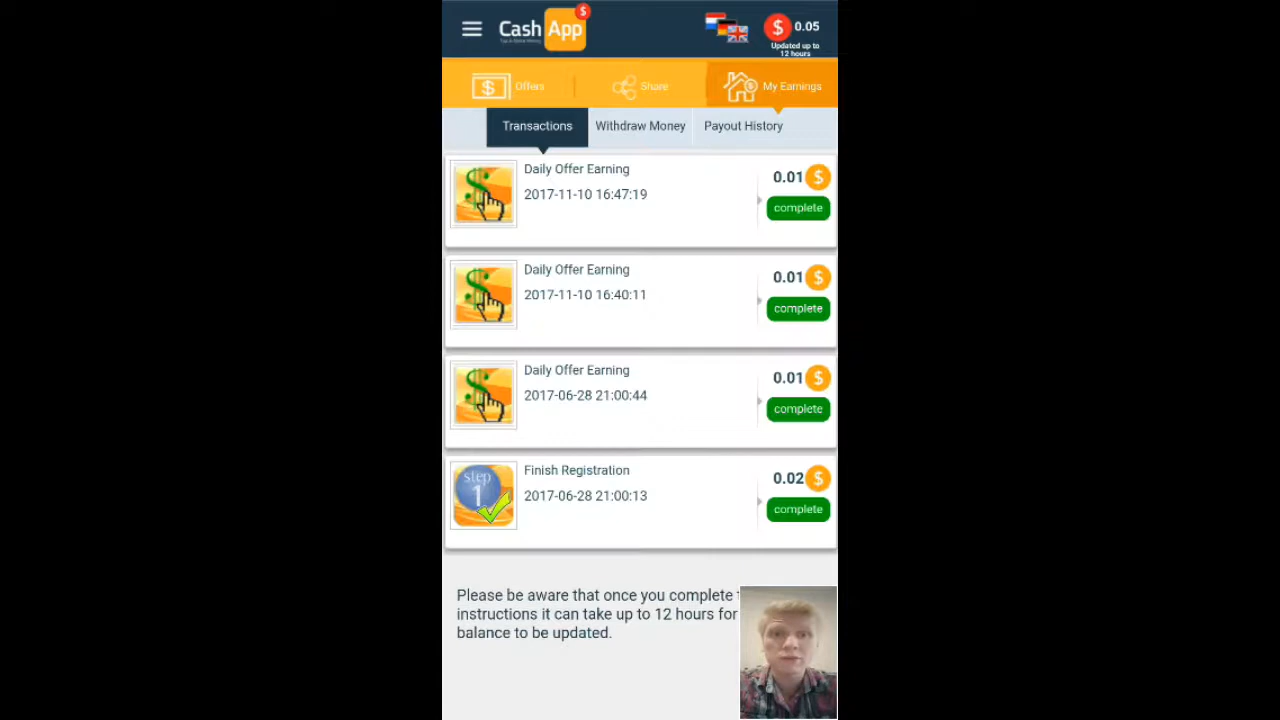 Cash App $
$ 0.05
Updated up to
12 hours
$ Offers
Share
$ My Earnings
Transactions
Withdraw Money
Payout History
Daily Offer Earning
0.01 $
2017-11-10 16:47:19
complete
Daily Offer Earning
0.01 $
2017-11-10 16:40:11
complete
Daily Offer Earning
0.01 $
2017-06-28 21:00:44
complete
step
1
Finish Registration
0.02 $
2017-06-28 21:00:13
complete
Please be aware that once you complete
instructions it can take up to 12 hours for
balance to be updated.